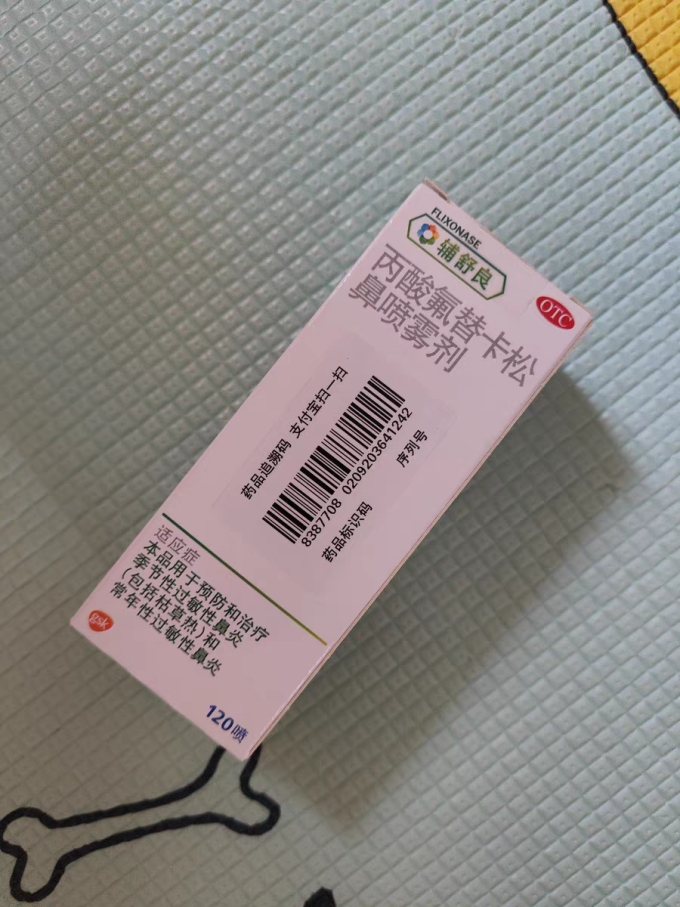 FLIXONASE
辅舒良
OTC
丙酸氟替卡松
鼻喷雾剂
药品追溯码 支付宝扫一扫
8387708 0209203641242
药品标识码 序列号
适应症
本品用于预防和治疗
季节性过敏性鼻炎
(包括枯草热)和
常年性过敏性鼻炎
gsk
120喷